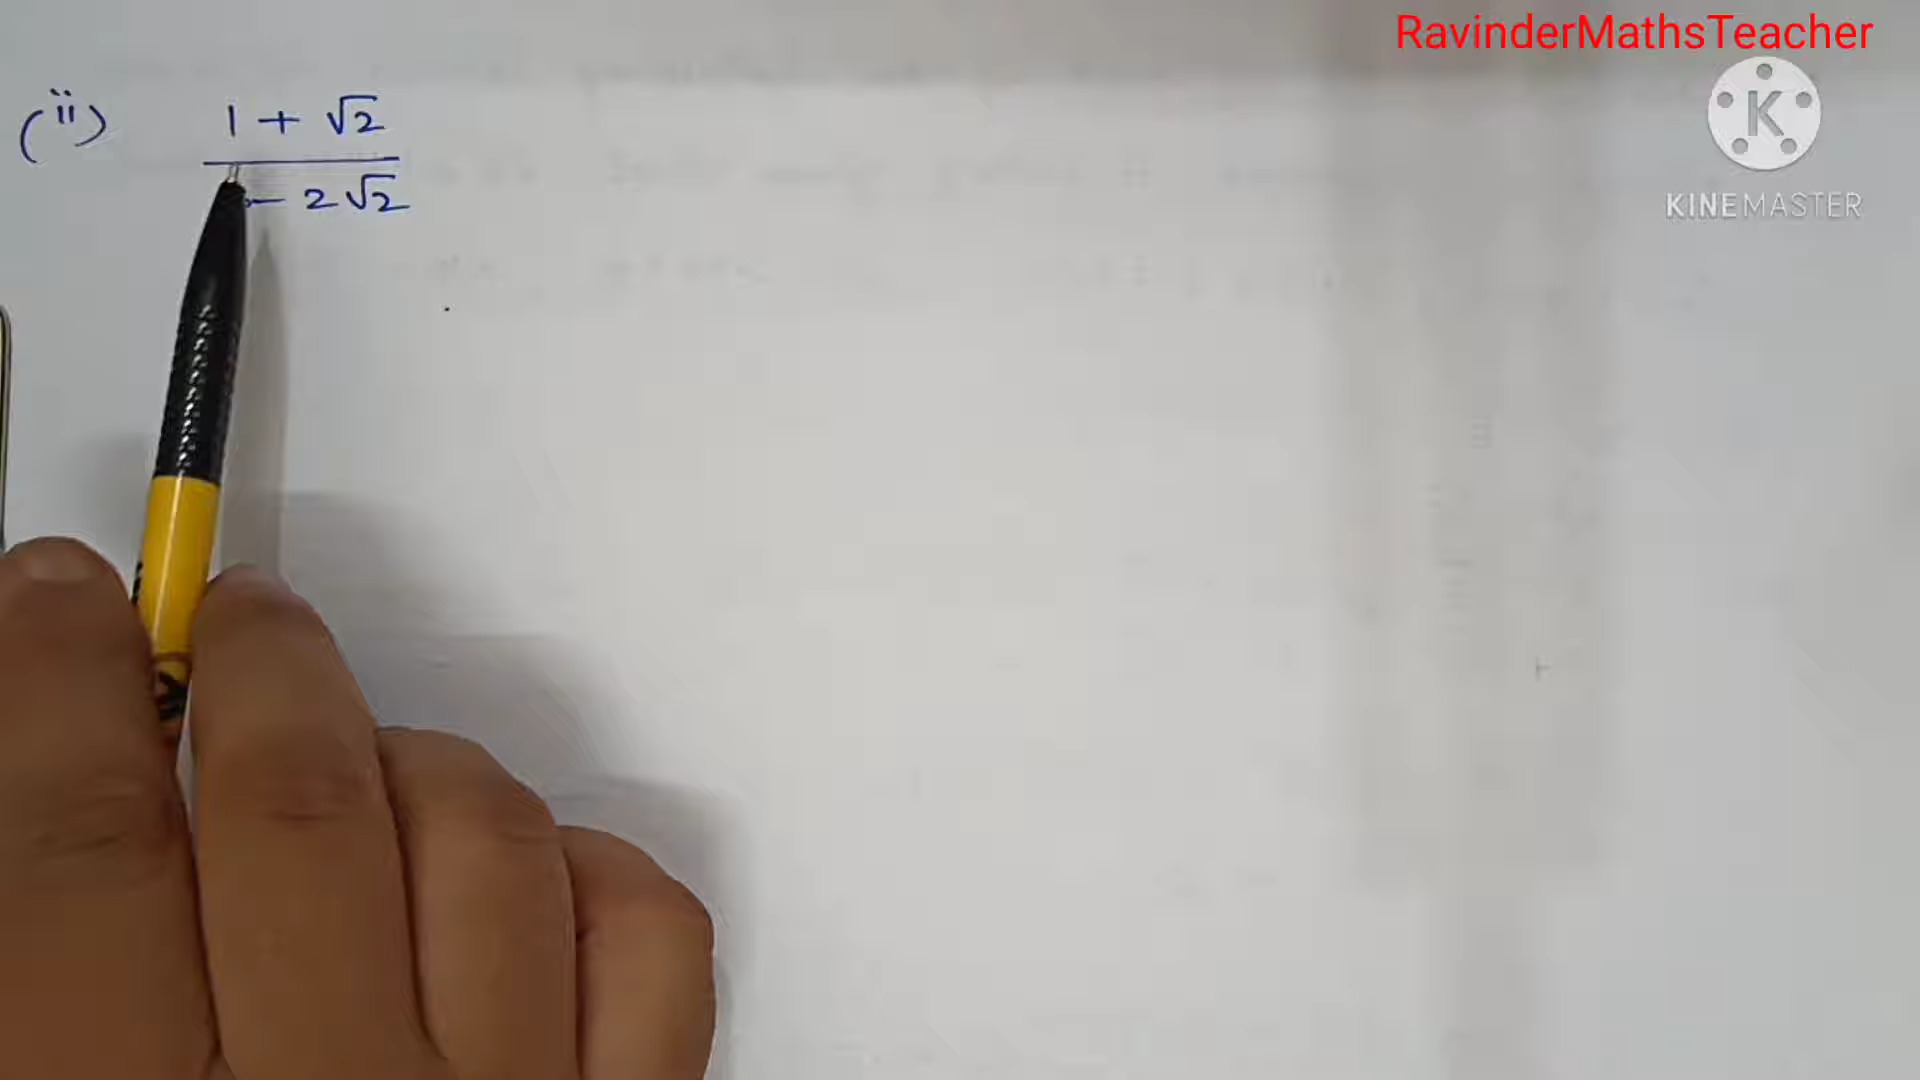 RavinderMathsTeacher
(ii) 1 + √2
- 2√2
KINEMASTER